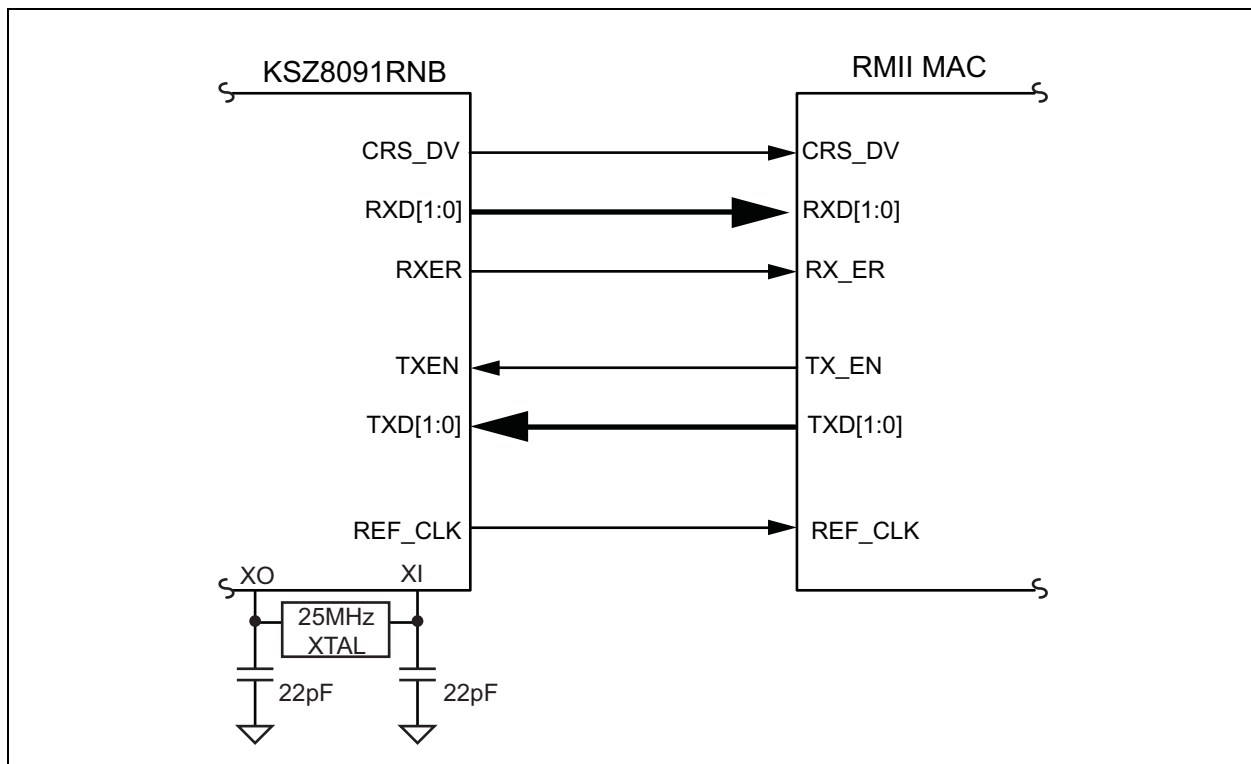 KSZ8091RNB
RMII MAC
CRS_DV
CRS_DV
RXD[1:0]
RXD[1:0]
RXER
RX_ER
TXEN
TX_EN
TXD[1:0]
TXD[1:0]
REF_CLK
REF_CLK
XO
XI
25MHz
XTAL
22pF
22pF